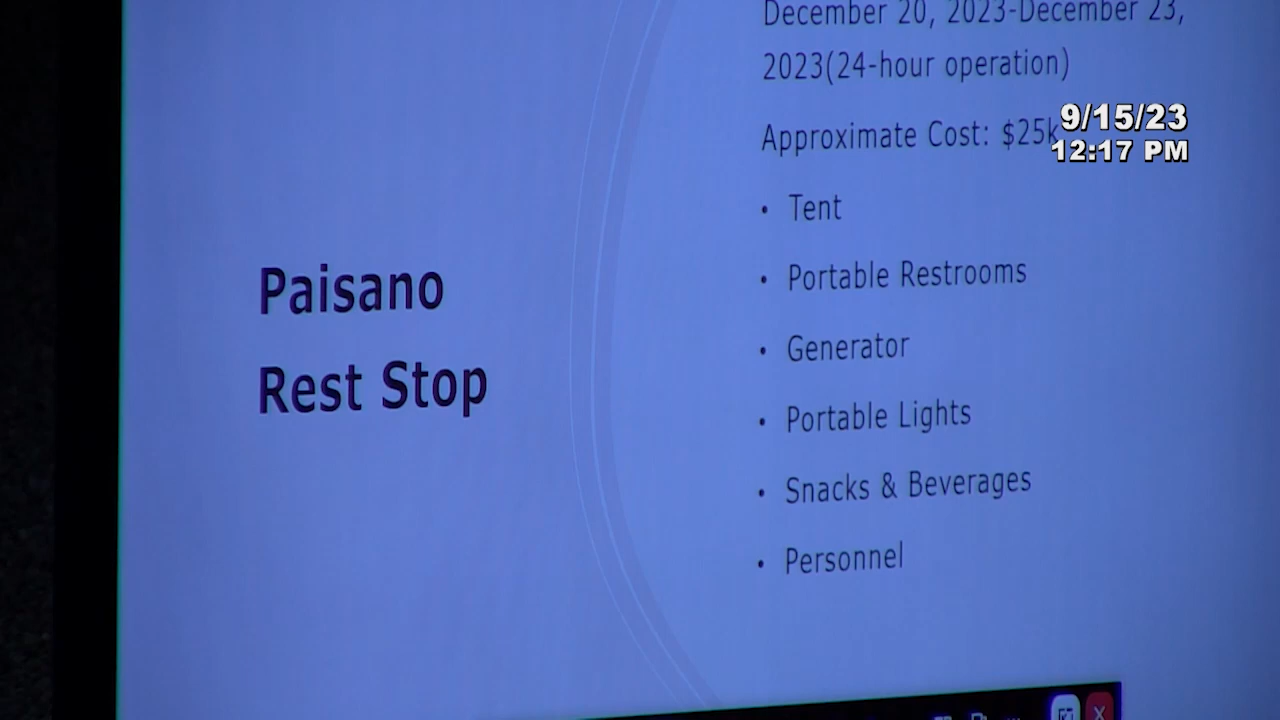 December 20, 2023-December 23,
2023(24-hour operation)
9/15/23
Approximate Cost: $25k
12:17 PM
• Tent
• Portable Restrooms
Paisano
Rest Stop
• Generator
• Portable Lights
• Snacks & Beverages
• Personnel